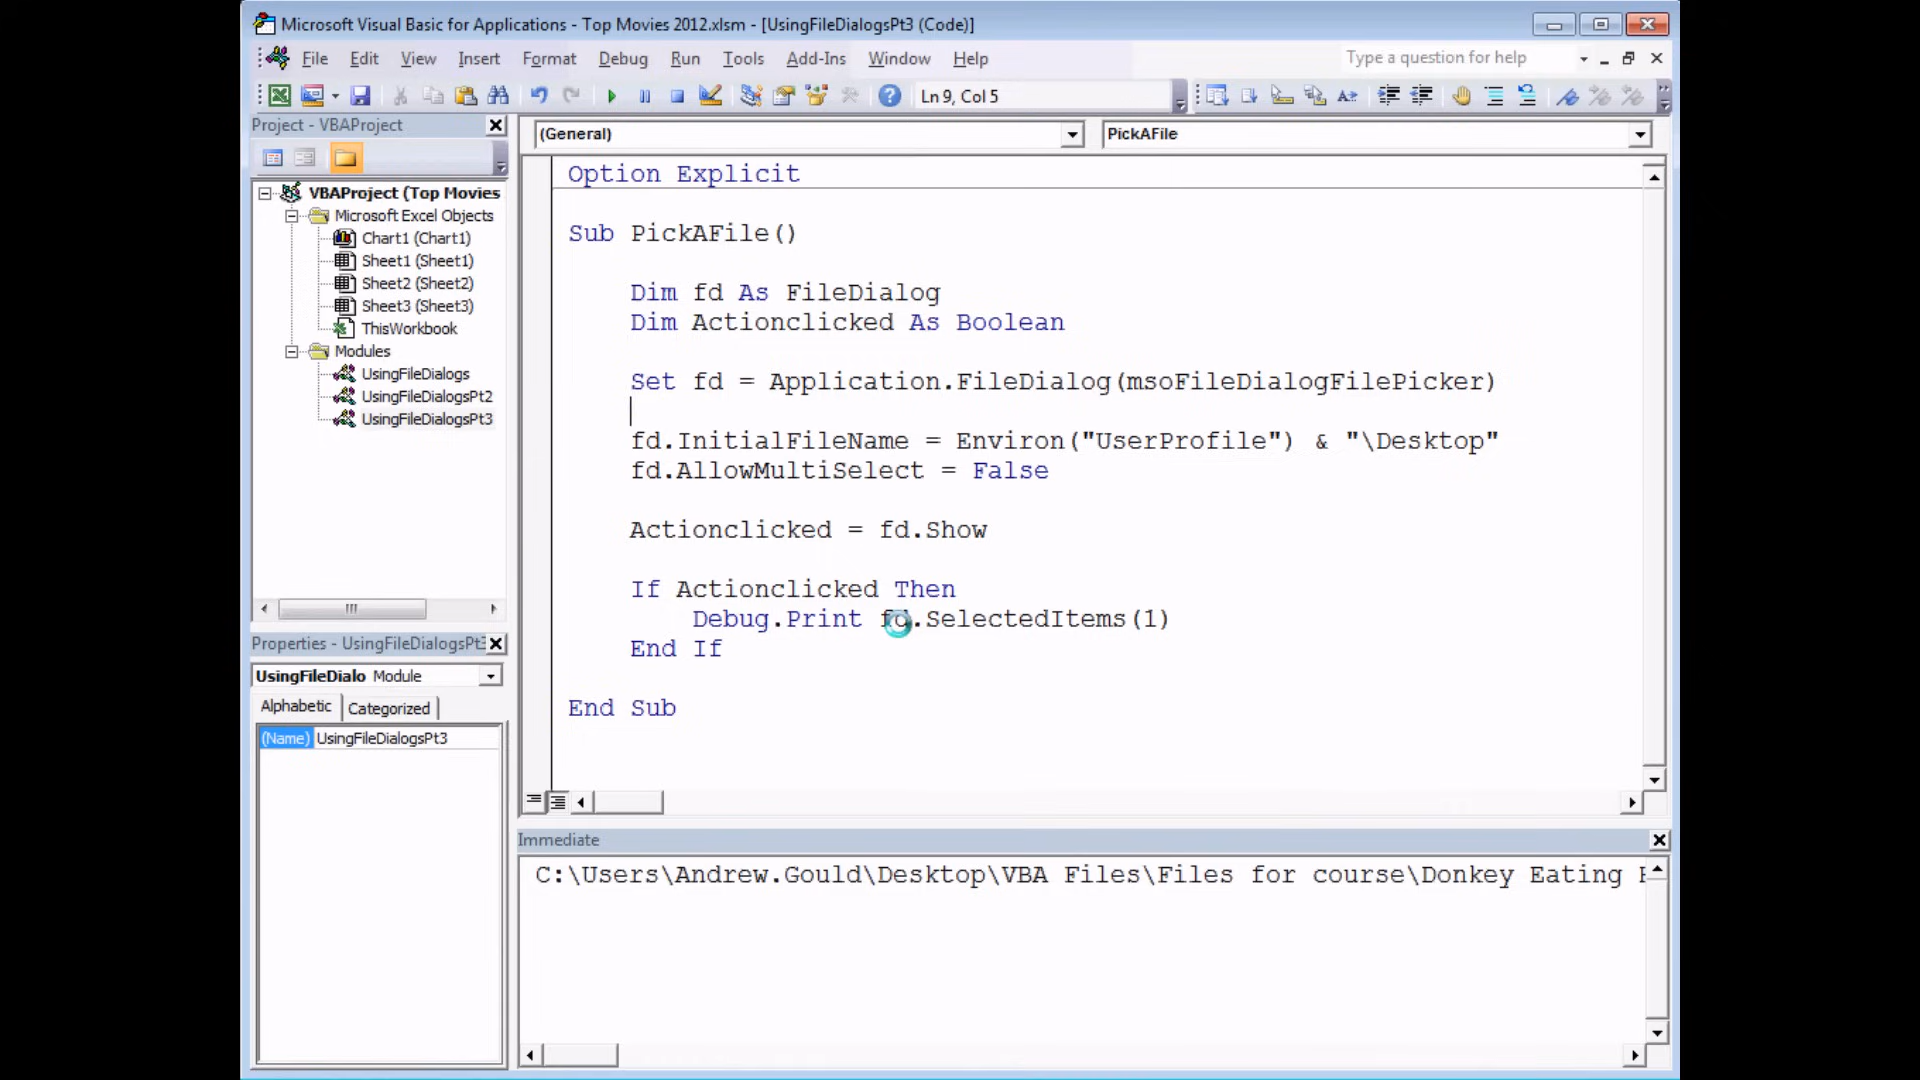 Microsoft Visual Basic for Applications - Top Movies 2012.xlsm - [UsingFileDialogsPt3 (Code)]
File Edit View Insert Format Debug Run Tools Add-Ins Window Help
Type a question for help
Ln 9, Col 5
Project - VBAProject
VBAProject (Top Movies
Microsoft Excel Objects
Chart1 (Chart1)
Sheet1 (Sheet1)
Sheet2 (Sheet2)
Sheet3 (Sheet3)
ThisWorkbook
Modules
UsingFileDialogs
UsingFileDialogsPt2
UsingFileDialogsPt3
Properties - UsingFileDialogsPt3
UsingFileDialo Module
Alphabetic Categorized
(Name) UsingFileDialogsPt3
(General)
PickAFile
Option Explicit
Sub PickAFile()
Dim fd As FileDialog
Dim Actionclicked As Boolean
Set fd = Application.FileDialog(msoFileDialogFilePicker)
fd.InitialFileName = Environ("UserProfile") & "\Desktop"
fd.AllowMultiSelect = False
Actionclicked = fd.Show
If Actionclicked Then
Debug.Print fd.SelectedItems(1)
End If
End Sub
Immediate
C:\Users\Andrew.Gould\Desktop\VBA Files\Files for course\Donkey Eating